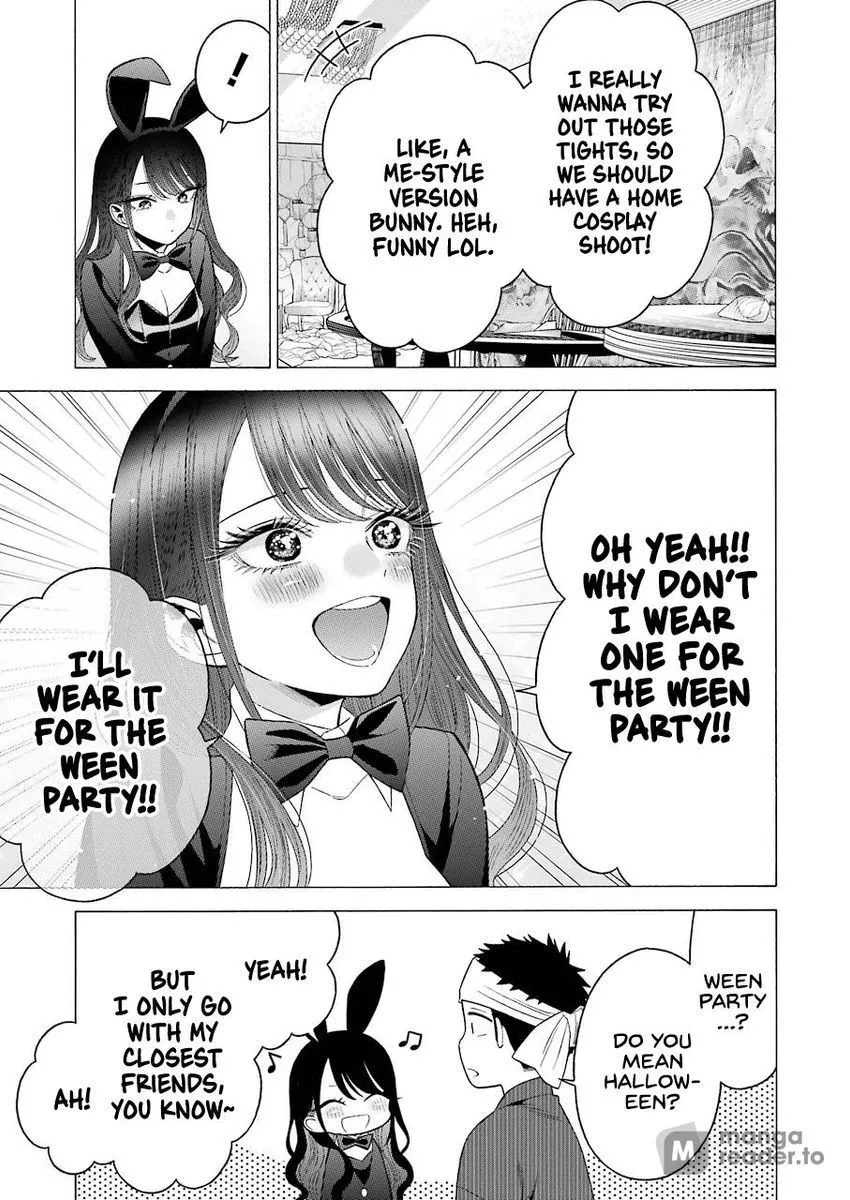 I REALLY
WANNA TRY
OUT THOSE
TIGHTS, SO
WE SHOULD
HAVE A HOME
COSPLAY
SHOOT!
LIKE, A
ME-STYLE
VERSION
BUNNY. HEH,
FUNNY LOL.
!
OH YEAH!!
WHY DON'T
I WEAR
ONE FOR
THE WEEN
PARTY!!
I'LL
WEAR IT
FOR THE
WEEN
PARTY!!
WEEN
PARTY
...?
DO YOU
MEAN
HALLOW-
EEN?
YEAH!
BUT
I ONLY GO
WITH MY
CLOSEST
FRIENDS,
YOU KNOW~
AH!
M
manga
reader.to